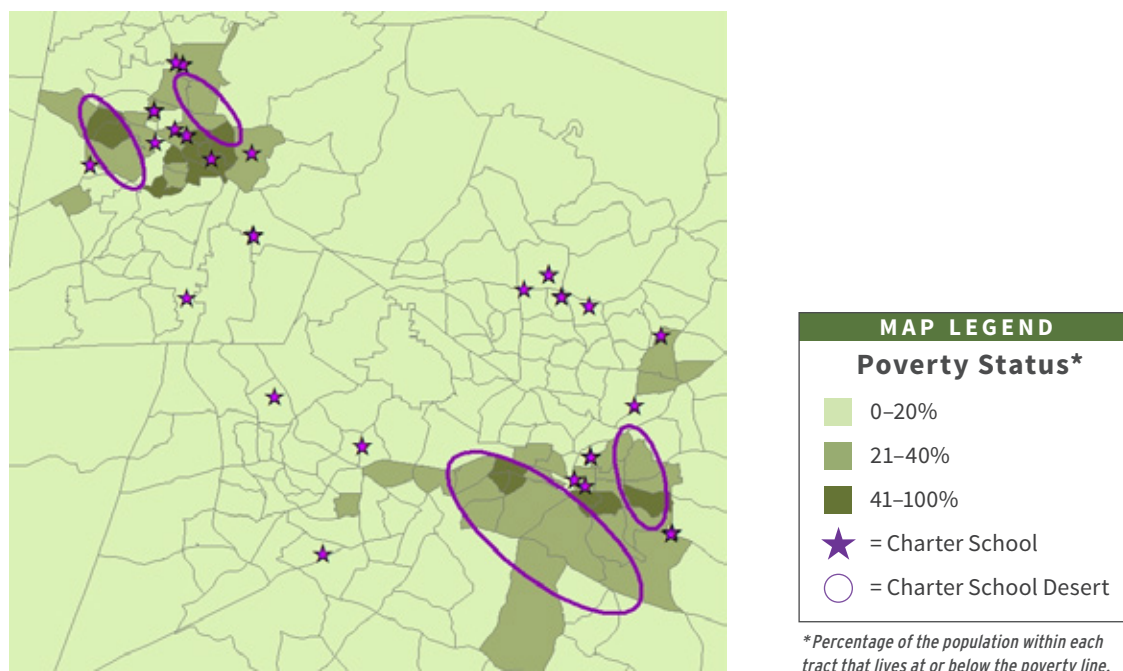 MAP LEGEND
Poverty Status*
0–20%
21–40%
41–100%
= Charter School
= Charter School Desert
*Percentage of the population within each
tract that lives at or below the poverty line.